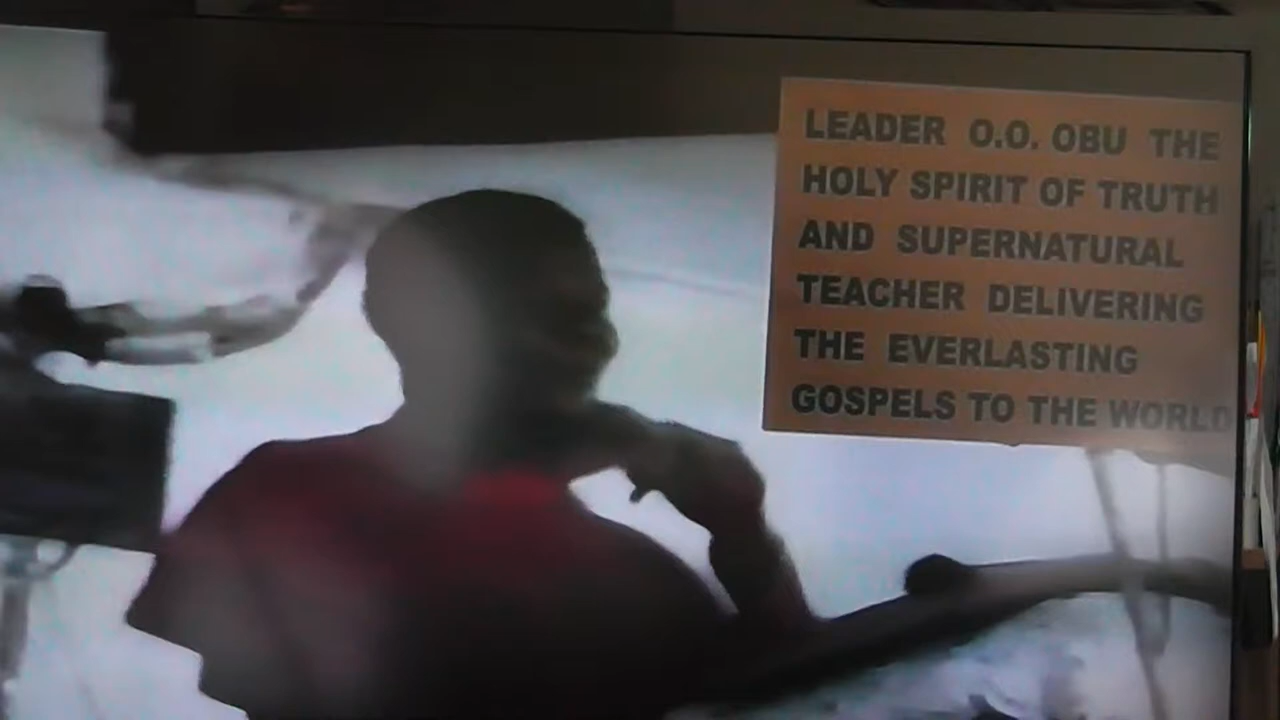 LEADER O.O. OBU THE
HOLY SPIRIT OF TRUTH
AND SUPERNATURAL
TEACHER DELIVERING
THE EVERLASTING
GOSPELS TO THE WORLD